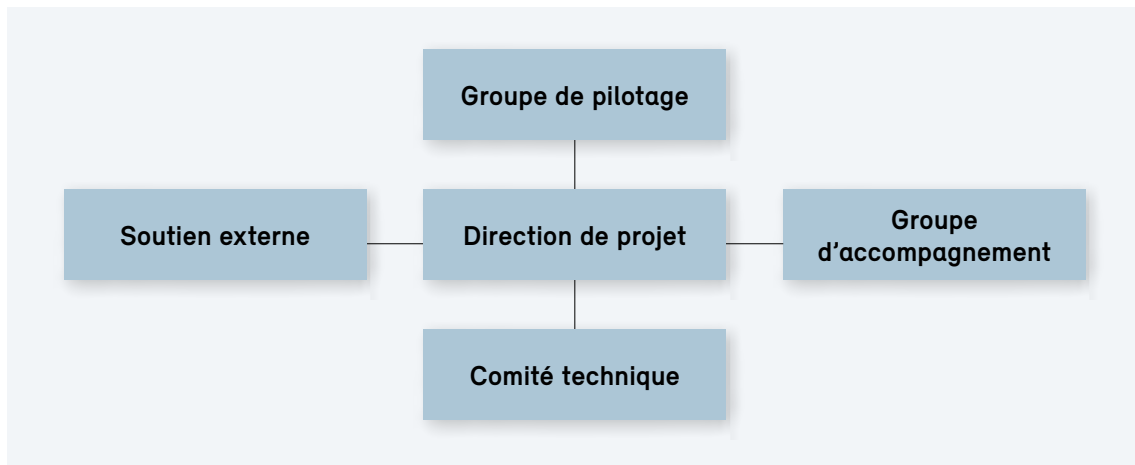 Groupe de pilotage
Soutien externe
Direction de projet
Groupe
d'accompagnement
Comité technique